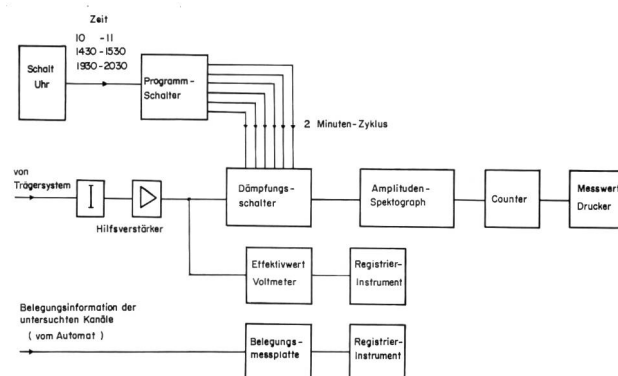 Zeit
10 - 11
1430 - 1530
1930 - 2030
Schalt
Uhr
Programm-
Schalter
2 Minuten-Zyklus
von
Trägersystem
I
Hilfsverstärker
Dämpfungs-
schalter
Amplituden-
Spektograph
Counter
Messwert
Drucker
Effektivwert
Voltmeter
Registrier-
Instrument
Belegungsinformation der
untersuchten Kanäle
( vom Automat )
Belegungs-
messplatte
Registrier-
Instrument